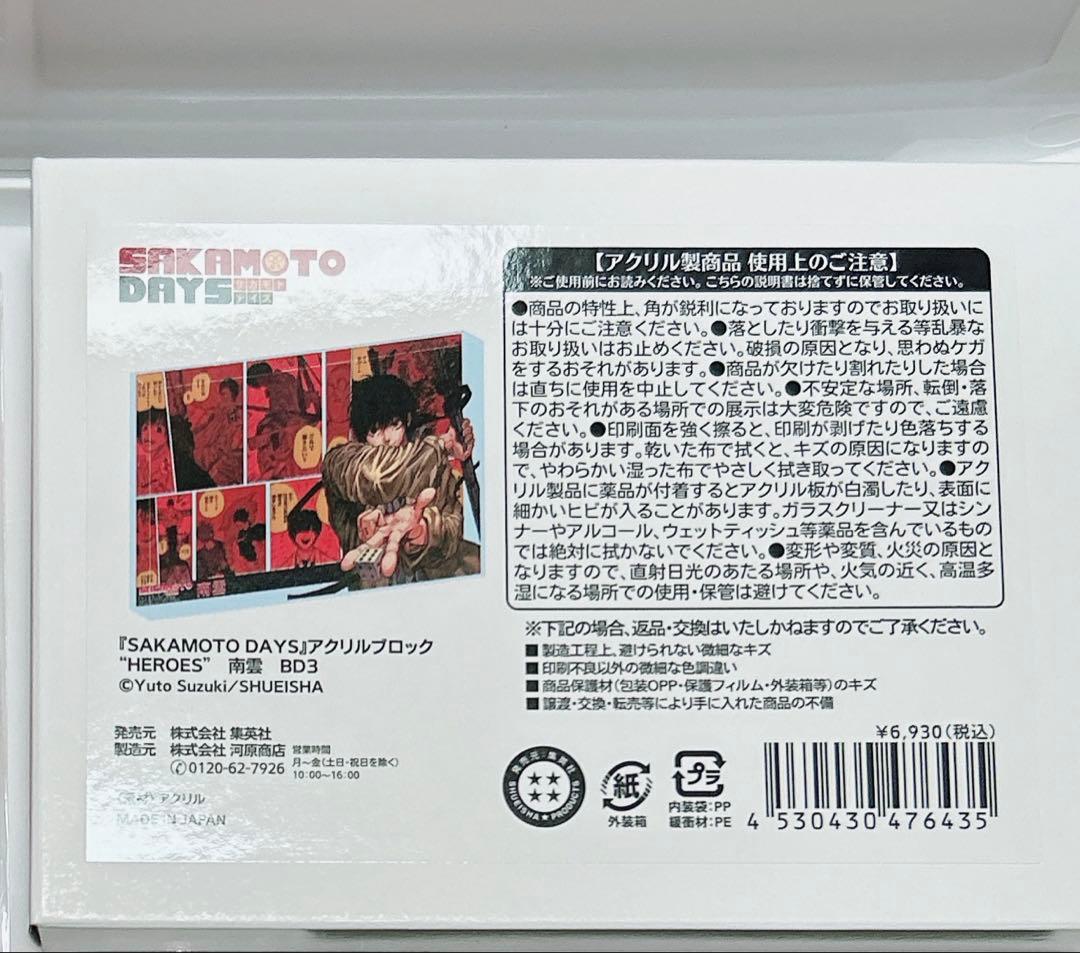 SAKAMOTO
DAYS サカモト
デイズ
南雲
『SAKAMOTO DAYS』アクリルブロック
“HEROES” 南雲 BD3
©Yuto Suzuki/SHUEISHA
発売元 株式会社 集英社
製造元 株式会社 河原商店 営業時間
月～金(土日・祝日を除く)
0120-62-7926 10:00～16:00
《素材》アクリル
MADE IN JAPAN
【アクリル製商品 使用上のご注意】
※ご使用前にお読みください。こちらの説明書は捨てずに保管してください。
●商品の特性上、角が鋭利になっておりますのでお取り扱いに
は十分にご注意ください。●落としたり衝撃を与える等乱暴な
お取り扱いはお止めください。破損の原因となり、思わぬケガ
をするおそれがあります。●商品が欠けたり割れたりした場合
は直ちに使用を中止してください。●不安定な場所、転倒・落
下のおそれがある場所での展示は大変危険ですので、ご遠慮
ください。●印刷面を強く擦ると、印刷が剥げたり色落ちする
場合があります。乾いた布で拭くと、キズの原因になりますの
で、やわらかい湿った布でやさしく拭き取ってください。●アク
リル製品に薬品が付着するとアクリル板が白濁したり、表面に
細かいヒビが入ることがあります。ガラスクリーナー又はシン
ナーやアルコール、ウェットティッシュ等薬品を含んでいるもの
では絶対に拭かないでください。●変形や変質、火災の原因と
なりますので、直射日光のあたる場所や、火気の近く、高温多
湿になる場所での使用・保管は避けてください。
※下記の場合、返品・交換はいたしかねますのでご了承ください。
■製造工程上、避けられない微細なキズ
■印刷不良以外の微細な色調違い
■商品保護材(包装OPP・保護フィルム・外装箱等)のキズ
■譲渡・交換・転売等により手に入れた商品の不備
¥6,930(税込)
発売元・集英社
SHUEISHA★PRODUCTS
紙
外装箱
プラ
内装袋:PP
緩衝材:PE
4 530430 476435